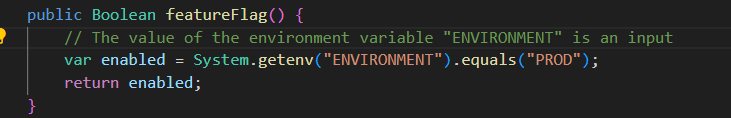 public Boolean featureFlag() {
// The value of the environment variable "ENVIRONMENT" is an input
var enabled = System.getenv("ENVIRONMENT").equals("PROD");
return enabled;
}